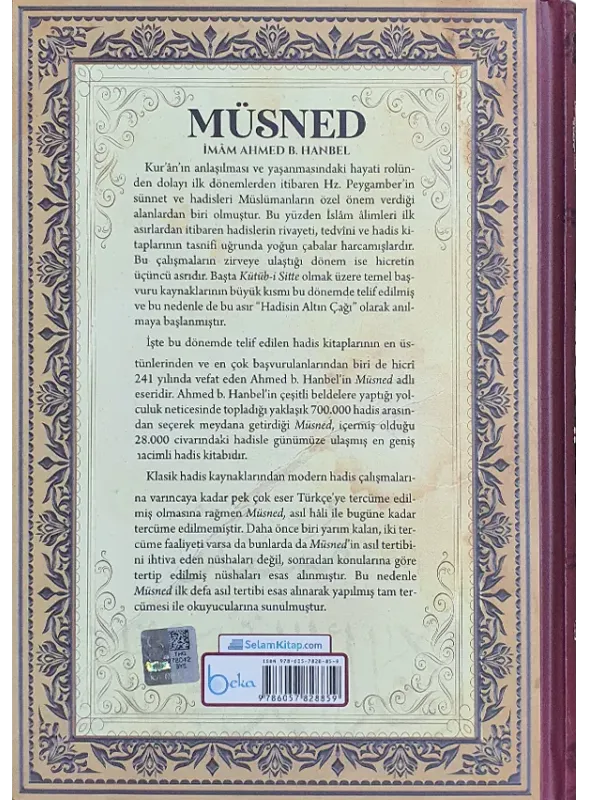 MÜSNED
İMÂM AHMED B. HANBEL
Kur’ân’ın anlaşılması ve yaşanmasındaki hayati rolün-
den dolayı ilk dönemlerden itibaren Hz. Peygamber’in
sünnet ve hadisleri Müslümanların özel önem verdiği
alanlardan biri olmuştur. Bu yüzden İslâm âlimleri ilk
asırlardan itibaren hadislerin rivayeti, tedvîni ve hadis ki-
taplarının tasnifi uğrunda yoğun çabalar harcamışlardır.
Bu çalışmaların zirveye ulaştığı dönem ise hicretin
üçüncü asrıdır. Başta Kütüb-i Sitte olmak üzere temel baş-
vuru kaynaklarının büyük kısmı bu dönemde telif edilmiş
ve bu nedenle de bu asır “Hadisin Altın Çağı” olarak anıl-
maya başlanmıştır.
İşte bu dönemde telif edilen hadis kitaplarının en üs-
tünlerinden ve en çok başvurulanlarından biri de hicrî
241 yılında vefat eden Ahmed b. Hanbel’in Müsned adlı
eseridir. Ahmed b. Hanbel’in çeşitli beldelere yaptığı yol-
culuk neticesinde topladığı yaklaşık 700.000 hadis arasın-
dan seçerek meydana getirdiği Müsned, içermiş olduğu
28.000 civarındaki hadisle günümüze ulaşmış en geniş
hacimli hadis kitabıdır.
Klasik hadis kaynaklarından modern hadis çalışmaları-
na varıncaya kadar pek çok eser Türkçe’ye tercüme edil-
miş olmasına rağmen Müsned, asıl hâli ile bugüne kadar
tercüme edilmemiştir. Daha önce biri yarım kalan, iki ter-
cüme faaliyeti varsa da bunlarda da Müsned’in asıl tertibi-
ni ihtiva eden nüshaları değil, sonradan konularına göre
tertip edilmiş nüshaları esas alınmıştır. Bu nedenle
Müsned ilk defa asıl tertibi esas alınarak yapılmış tam ter-
cümesi ile okuyucularına sunulmuştur.
SelamKitap.com
beka
ISBN 978-605-7828-85-9
9786057828859